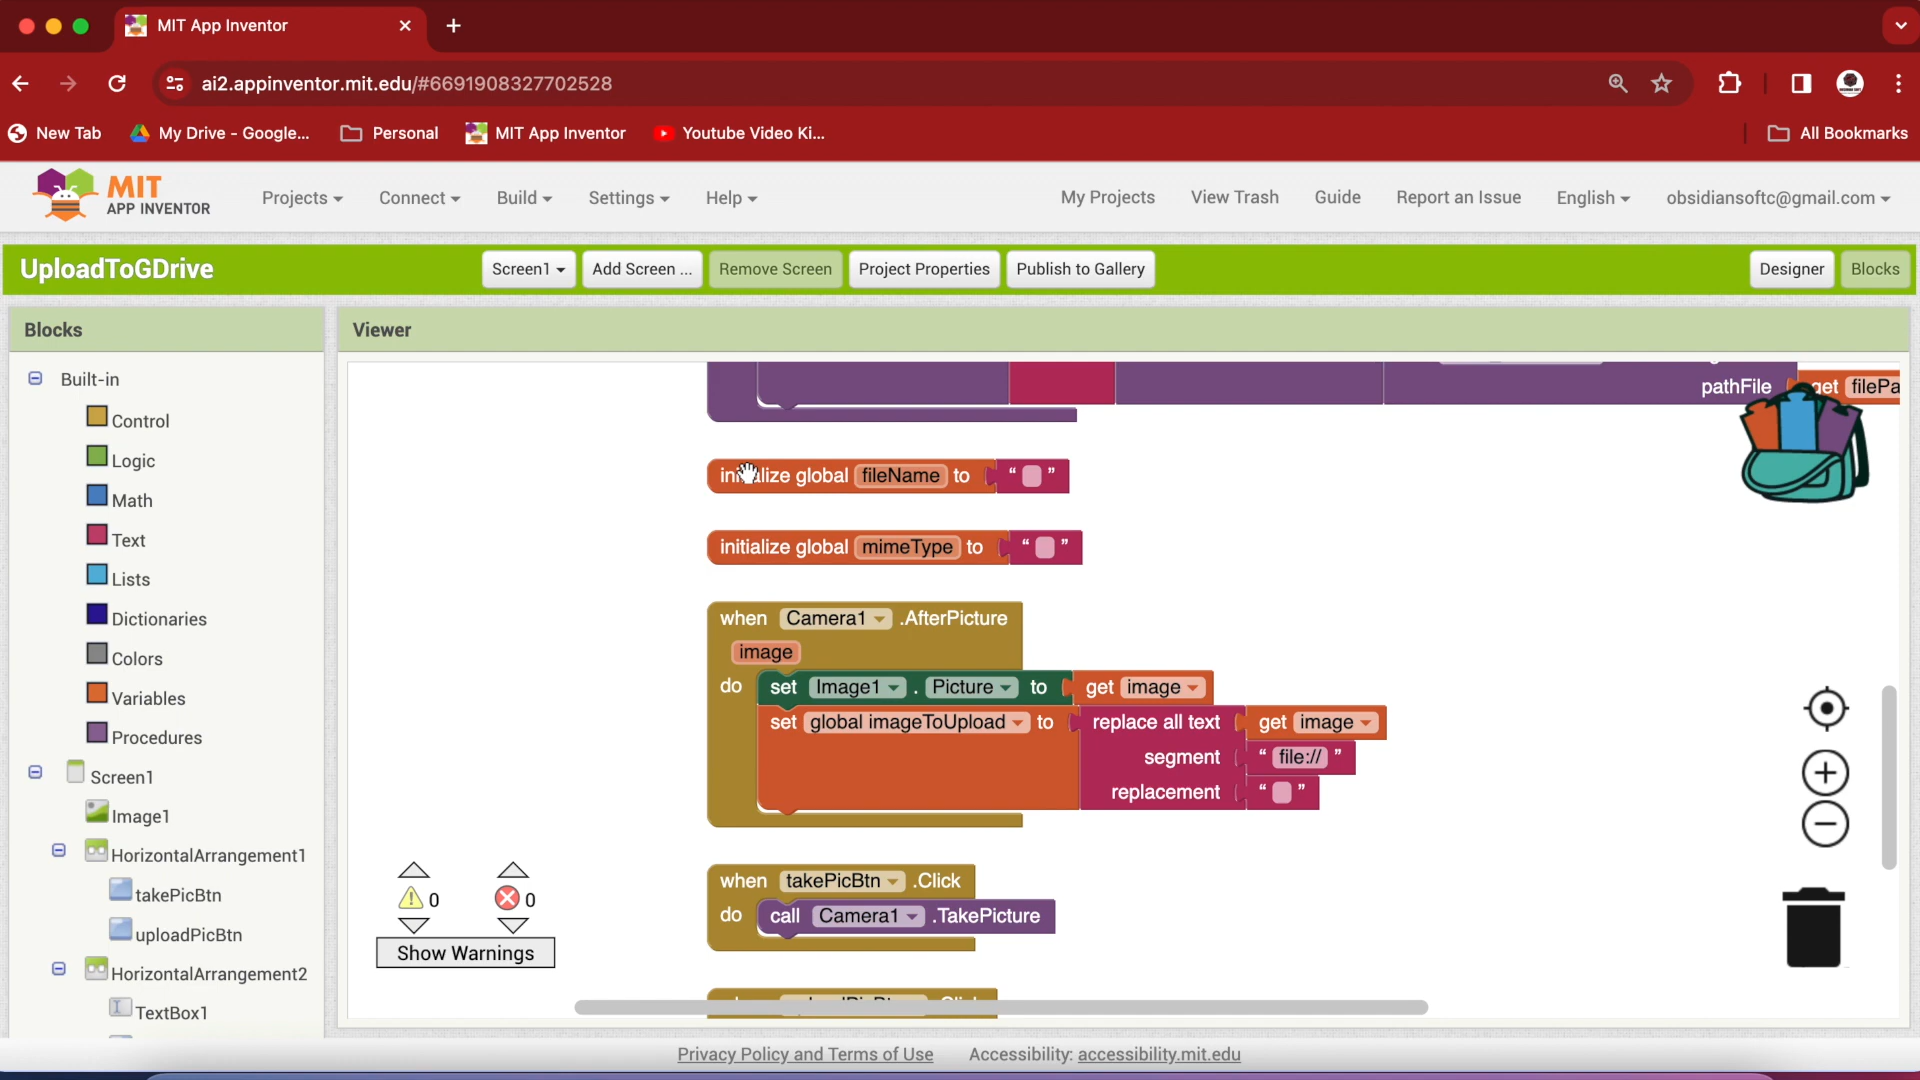 MIT App Inventor
ai2.appinventor.mit.edu/#6691908327702528
New Tab My Drive - Google... Personal MIT App Inventor Youtube Video Ki... All Bookmarks
MIT
APP INVENTOR
Projects Connect Build Settings Help My Projects View Trash Guide Report an Issue English obsidiansoftc@gmail.com
UploadToGDrive Screen1 Add Screen ... Remove Screen Project Properties Publish to Gallery Designer Blocks
Blocks
Viewer
Built-in
Control
Logic
Math
Text
Lists
Dictionaries
Colors
Variables
Procedures
Screen1
Image1
HorizontalArrangement1
takePicBtn
uploadPicBtn
HorizontalArrangement2
TextBox1
pathFile get filePa
initialize global fileName to “ ”
initialize global mimeType to “ ”
when Camera1 .AfterPicture
image
do set Image1 . Picture to get image
set global imageToUpload to replace all text get image
segment “ file:// ”
replacement “ ”
when takePicBtn .Click
do call Camera1 .TakePicture
0 0
Show Warnings
Privacy Policy and Terms of Use Accessibility: accessibility.mit.edu